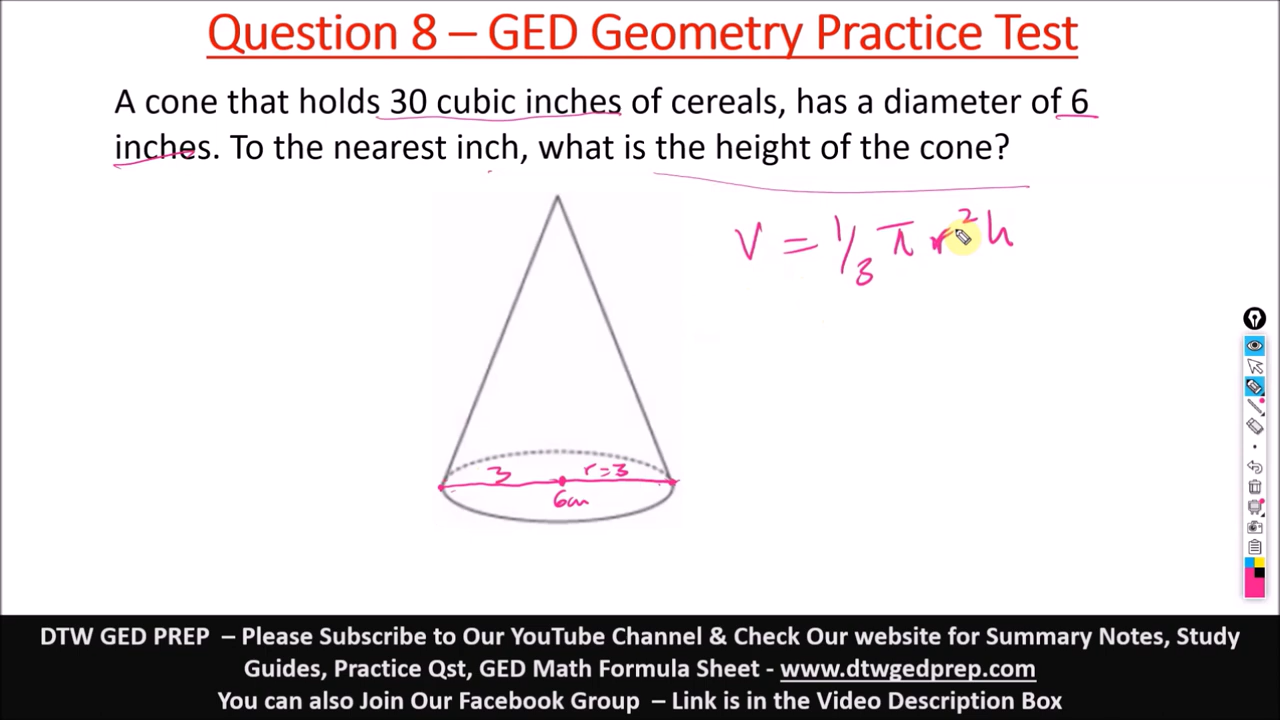 Question 8 – GED Geometry Practice Test
A cone that holds 30 cubic inches of cereals, has a diameter of 6
inches. To the nearest inch, what is the height of the cone?
V = 1/3 π r²h
3 r=3
6cm
DTW GED PREP – Please Subscribe to Our YouTube Channel & Check Our website for Summary Notes, Study
Guides, Practice Qst, GED Math Formula Sheet - www.dtwgedprep.com
You can also Join Our Facebook Group – Link is in the Video Description Box